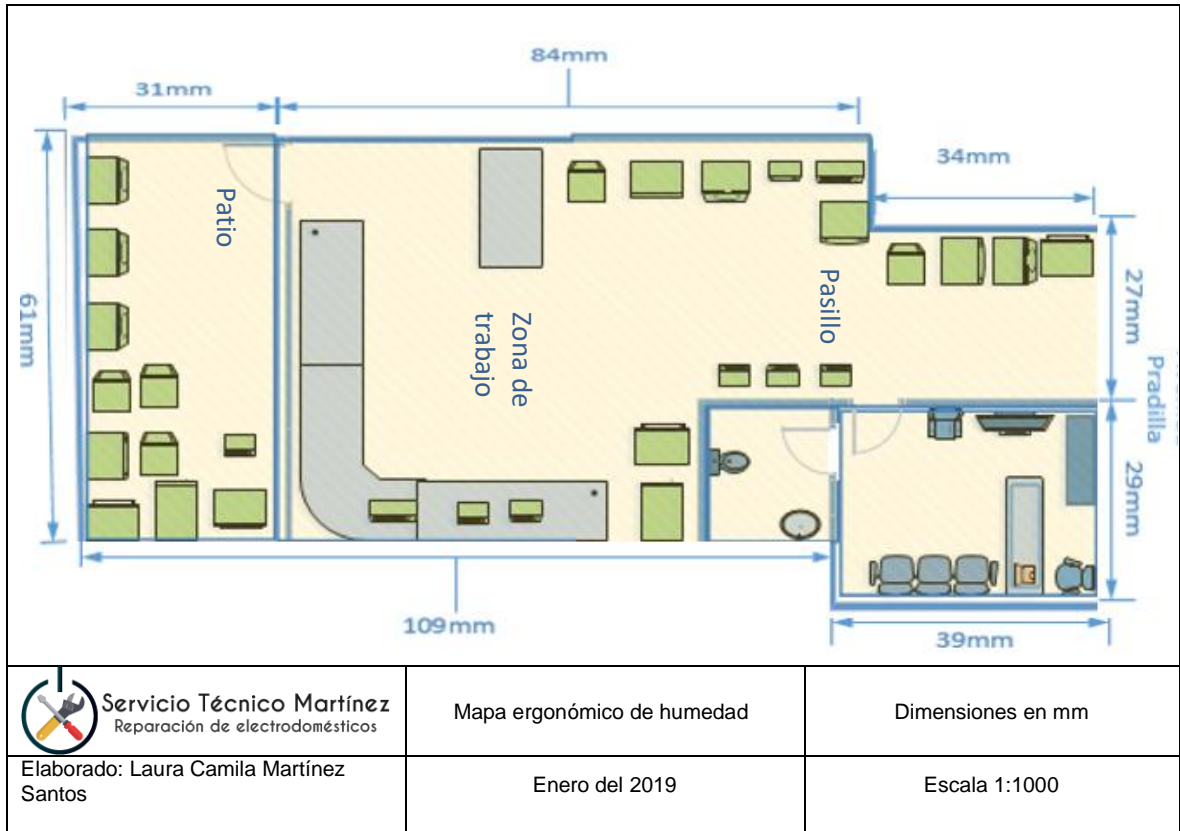 84mm
31mm
34mm
Patio
61mm
Zona de
trabajo
Pasillo
27mm
Pradilla
29mm
109mm
39mm
Servicio Técnico Martínez
Reparación de electrodomésticos
Mapa ergonómico de humedad
Dimensiones en mm
Elaborado: Laura Camila Martínez
Santos
Enero del 2019
Escala 1:1000